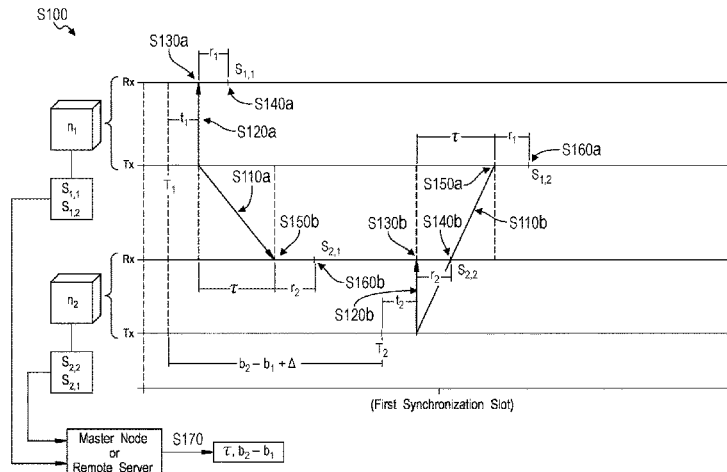 S100
S130a
r₁
S₁,₁
S140a
Rx
t₁
S120a
n₁
Tx
T₁
S110a
S150b
S₁,₁
S₁,₂
τ
r₁
S160a
S150a
S₁,₂
S130b
S140b
S110b
Rx
S₂,₁
S160b
r₂
S₂,₂
τ
r₂
t₂
S120b
n₂
Tx
T₂
b₂ – b₁ + Δ
S₂,₂
S₂,₁
(First Synchronization Slot)
Master Node
or
Remote Server
S170
τ, b₂ – b₁